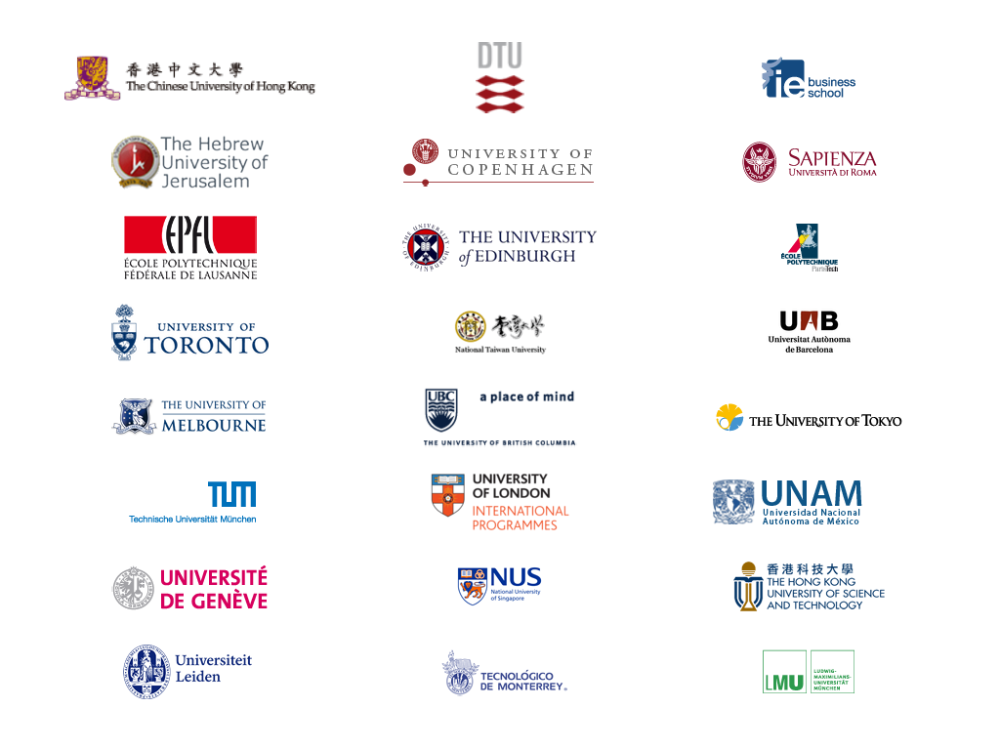 香港中文大學
The Chinese University of Hong Kong
DTU
ie business
school
The Hebrew
University of
Jerusalem
UNIVERSITY OF
COPENHAGEN
SAPIENZA
UNIVERSITÀ DI ROMA
EPFL
ÉCOLE POLYTECHNIQUE
FÉDÉRALE DE LAUSANNE
THE UNIVERSITY OF EDINBURGH
THE UNIVERSITY
of EDINBURGH
ÉCOLE
POLYTECHNIQUE
ParisTech
UNIVERSITY OF
TORONTO
臺灣大學
National Taiwan University
UAB
Universitat Autònoma
de Barcelona
THE UNIVERSITY OF
MELBOURNE
UBC
a place of mind
THE UNIVERSITY OF BRITISH COLUMBIA
THE UNIVERSITY OF TOKYO
TUM
Technische Universität München
UNIVERSITY
OF LONDON
INTERNATIONAL
PROGRAMMES
UNAM
Universidad Nacional
Autónoma de México
UNIVERSITÉ
DE GENÈVE
NUS
National University
of Singapore
香港科技大學
THE HONG KONG
UNIVERSITY OF SCIENCE
AND TECHNOLOGY
Universiteit
Leiden
TECNOLÓGICO
DE MONTERREY
LMU
LUDWIG-
MAXIMILIANS-
UNIVERSITÄT
MÜNCHEN